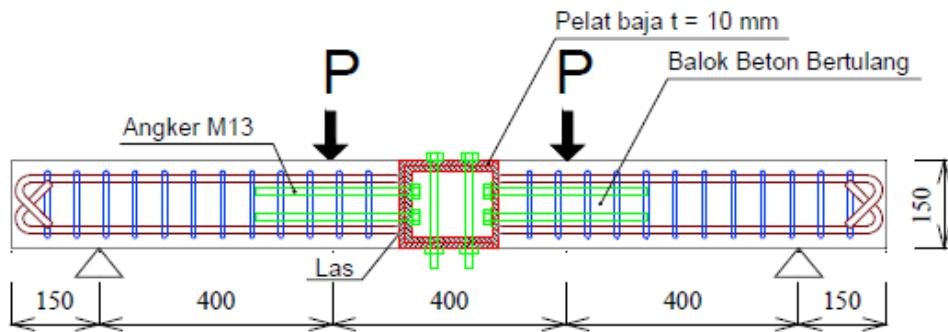 Pelat baja t = 10 mm
P
P
Balok Beton Bertulang
Angker M13
150
Las
150
400
400
400
150